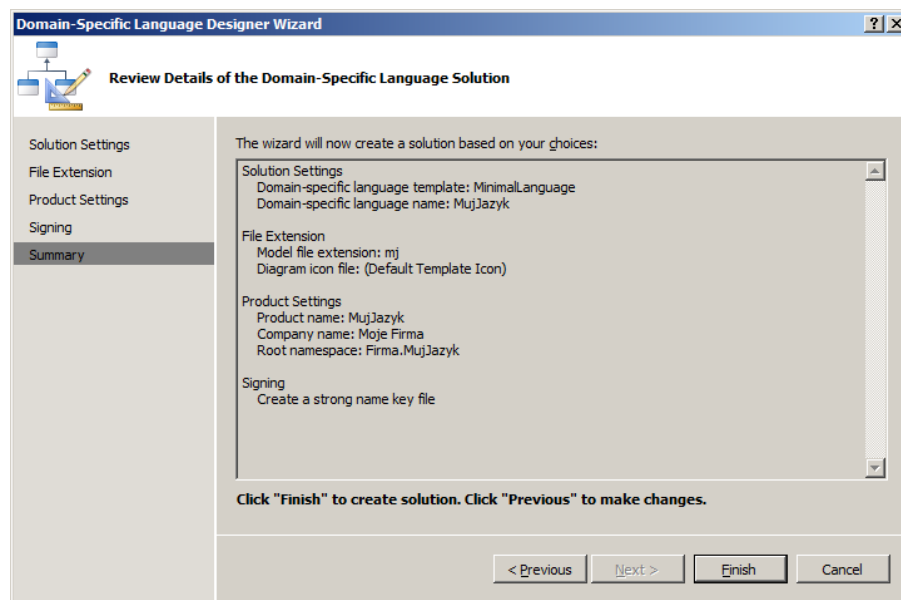 Domain-Specific Language Designer Wizard
Review Details of the Domain-Specific Language Solution
Solution Settings
File Extension
Product Settings
Signing
Summary
The wizard will now create a solution based on your choices:
Solution Settings
Domain-specific language template: MinimalLanguage
Domain-specific language name: MujJazyk
File Extension
Model file extension: mj
Diagram icon file: (Default Template Icon)
Product Settings
Product name: MujJazyk
Company name: Moje Firma
Root namespace: Firma.MujJazyk
Signing
Create a strong name key file
Click "Finish" to create solution. Click "Previous" to make changes.
< Previous
Next >
Finish
Cancel